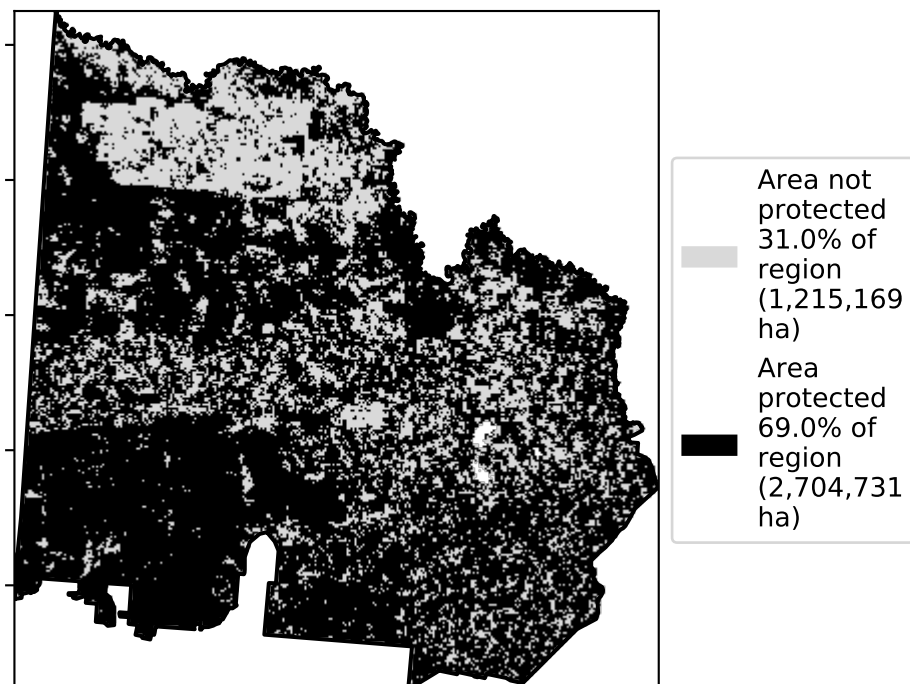 Area not
protected
31.0% of
region
(1,215,169
ha)
Area
protected
69.0% of
region
(2,704,731
ha)